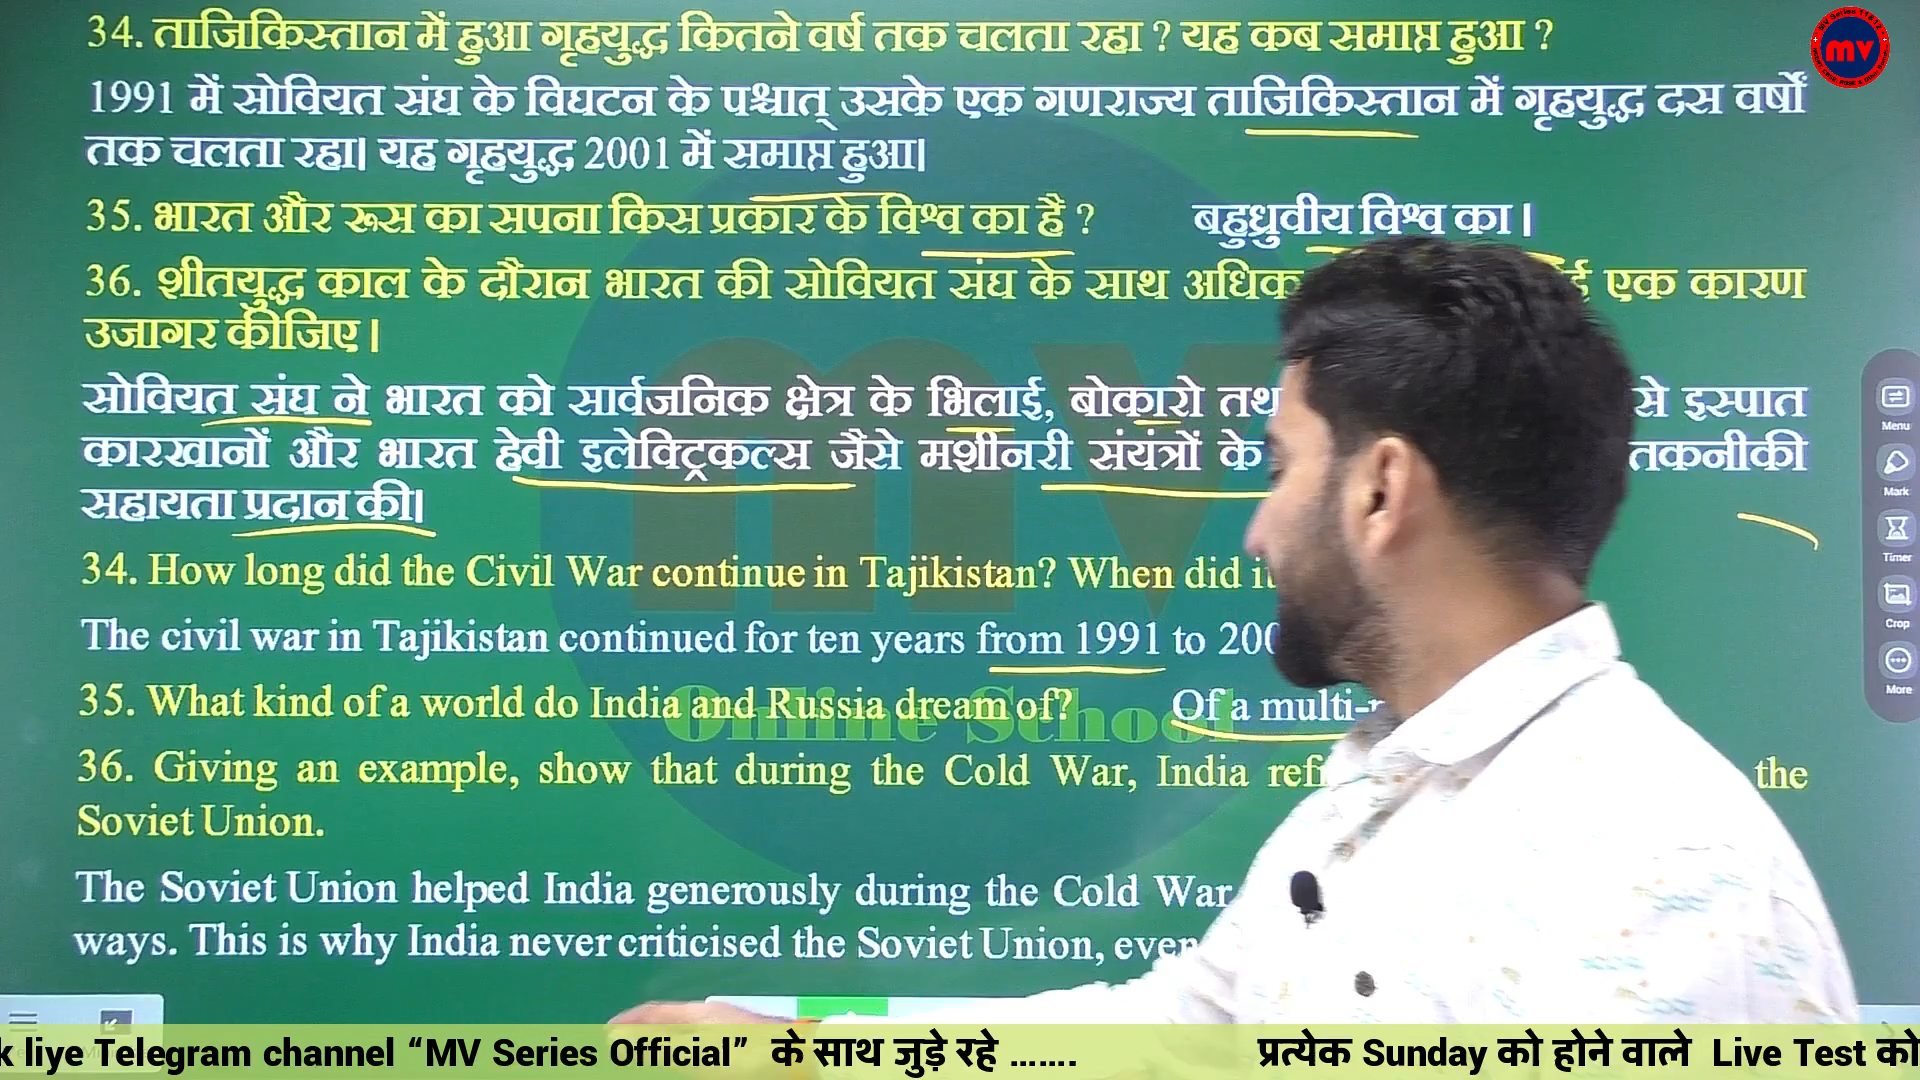 34. ताजिकिस्तान में हुआ गृहयुद्ध कितने वर्ष तक चलता रहा ? यह कब समाप्त हुआ ?
1991 में सोवियत संघ के विघटन के पश्चात् उसके एक गणराज्य ताजिकिस्तान में गृहयुद्ध दस वर्षों
तक चलता रहा। यह गृहयुद्ध 2001 में समाप्त हुआ।
35. भारत और रूस का सपना किस प्रकार के विश्व का है ? बहुध्रुवीय विश्व का।
36. शीतयुद्ध काल के दौरान भारत की सोवियत संघ के साथ अधिक एक कारण
उजागर कीजिए।
सोवियत संघ ने भारत को सार्वजनिक क्षेत्र के भिलाई, बोकारो से इस्पात
कारखानों और भारत हेवी इलेक्ट्रिकल्स जैसे मशीनरी संयंत्रों के तकनीकी
सहायता प्रदान की।
34. How long did the Civil War continue in Tajikistan? When did
The civil war in Tajikistan continued for ten years from 1991 to
35. What kind of a world do India and Russia dream of? Of a
36. Giving an example, show that during the Cold War, India the
Soviet Union.
The Soviet Union helped India generously during the Cold War
ways. This is why India never criticised the Soviet Union,
mv
Online School
mv
Menu
Mark
Timer
Crop
More
liye Telegram channel “MV Series Official” के साथ जुड़े रहे ....... प्रत्येक Sunday को होने वाले Live Test को